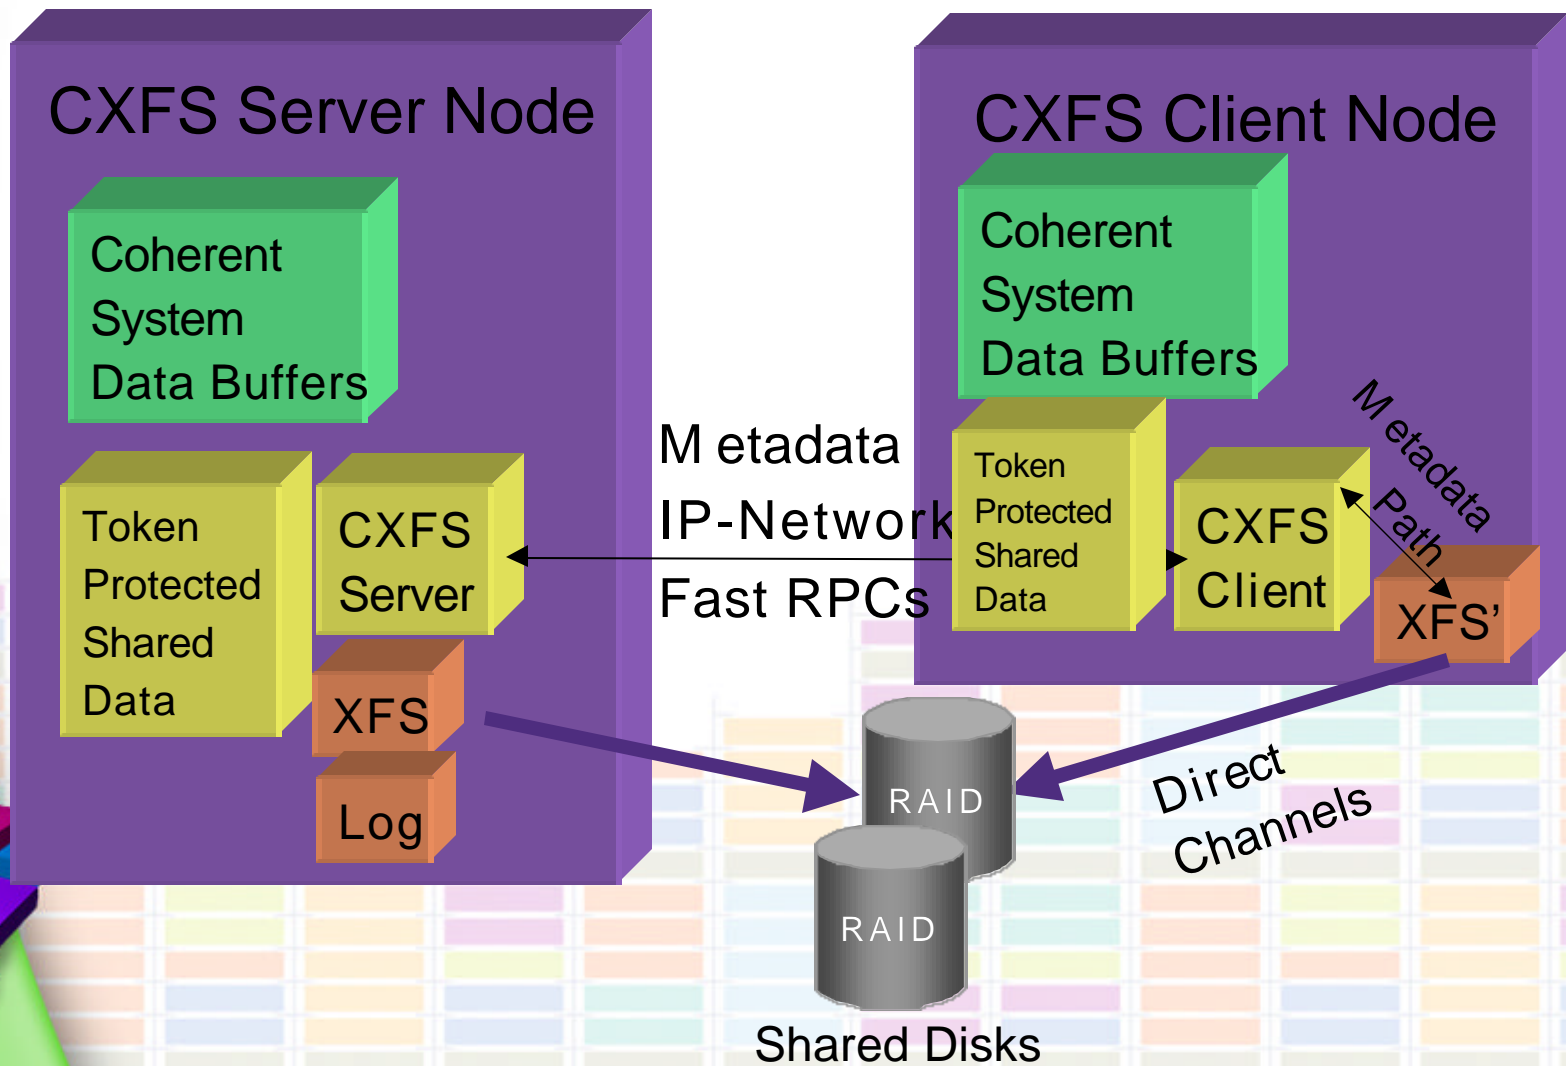 CXFS Server Node
Coherent
System
Data Buffers
Token
Protected
Shared
Data
CXFS
Server
XFS
Log
Metadata
IP-Network
Fast RPCs
CXFS Client Node
Coherent
System
Data Buffers
Token
Protected
Shared
Data
CXFS
Client
Metadata
Path
XFS’
Direct
Channels
RAID
RAID
Shared Disks